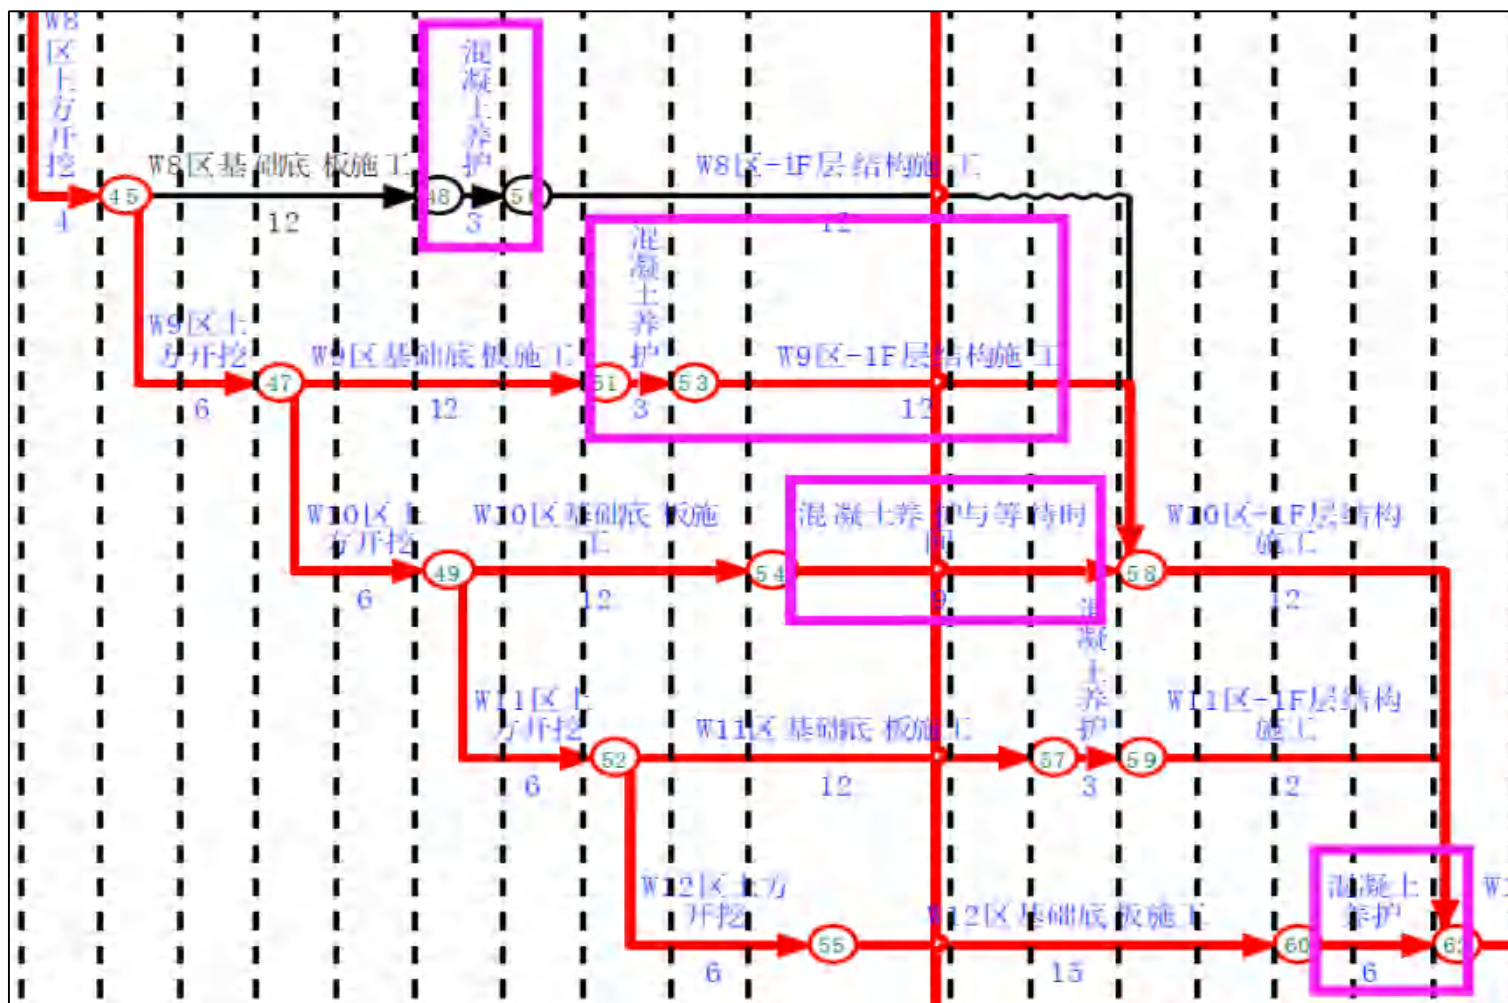 W8
区
土
方
开
挖
4
45
W8区基础底板施工
12
48
混
凝
土
养
护
3
W8区-1F层结构施工
12
W9区土
方开挖
6
47
W9区基础底板施工
12
51
混
凝
土
养
护
3
53
W9区-1F层结构施工
12
W10区土
方开挖
6
49
W10区基础底板施
工
12
54
混凝土养护与等待时
间
9
58
W10区-1F层结构
施工
12
W11区土
方开挖
6
52
W11区基础底板施工
12
57
混
凝
土
养
护
3
59
W11区-1F层结构
施工
12
W12区土方
开挖
6
55
W12区基础底板施工
15
60
混凝土
养护
6